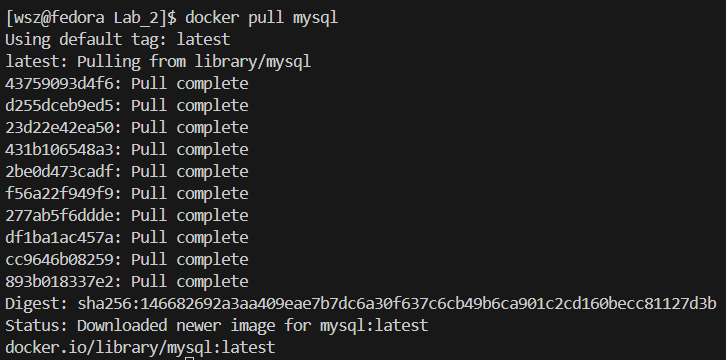 [wsz@fedora Lab_2]$ docker pull mysql
Using default tag: latest
latest: Pulling from library/mysql
43759093d4f6: Pull complete
d255dceb9ed5: Pull complete
23d22e42ea50: Pull complete
431b106548a3: Pull complete
2be0d473cadf: Pull complete
f56a22f949f9: Pull complete
277ab5f6ddde: Pull complete
df1ba1ac457a: Pull complete
cc9646b08259: Pull complete
893b018337e2: Pull complete
Digest: sha256:146682692a3aa409eae7b7dc6a30f637c6cb49b6ca901c2cd160becc81127d3b
Status: Downloaded newer image for mysql:latest
docker.io/library/mysql:latest